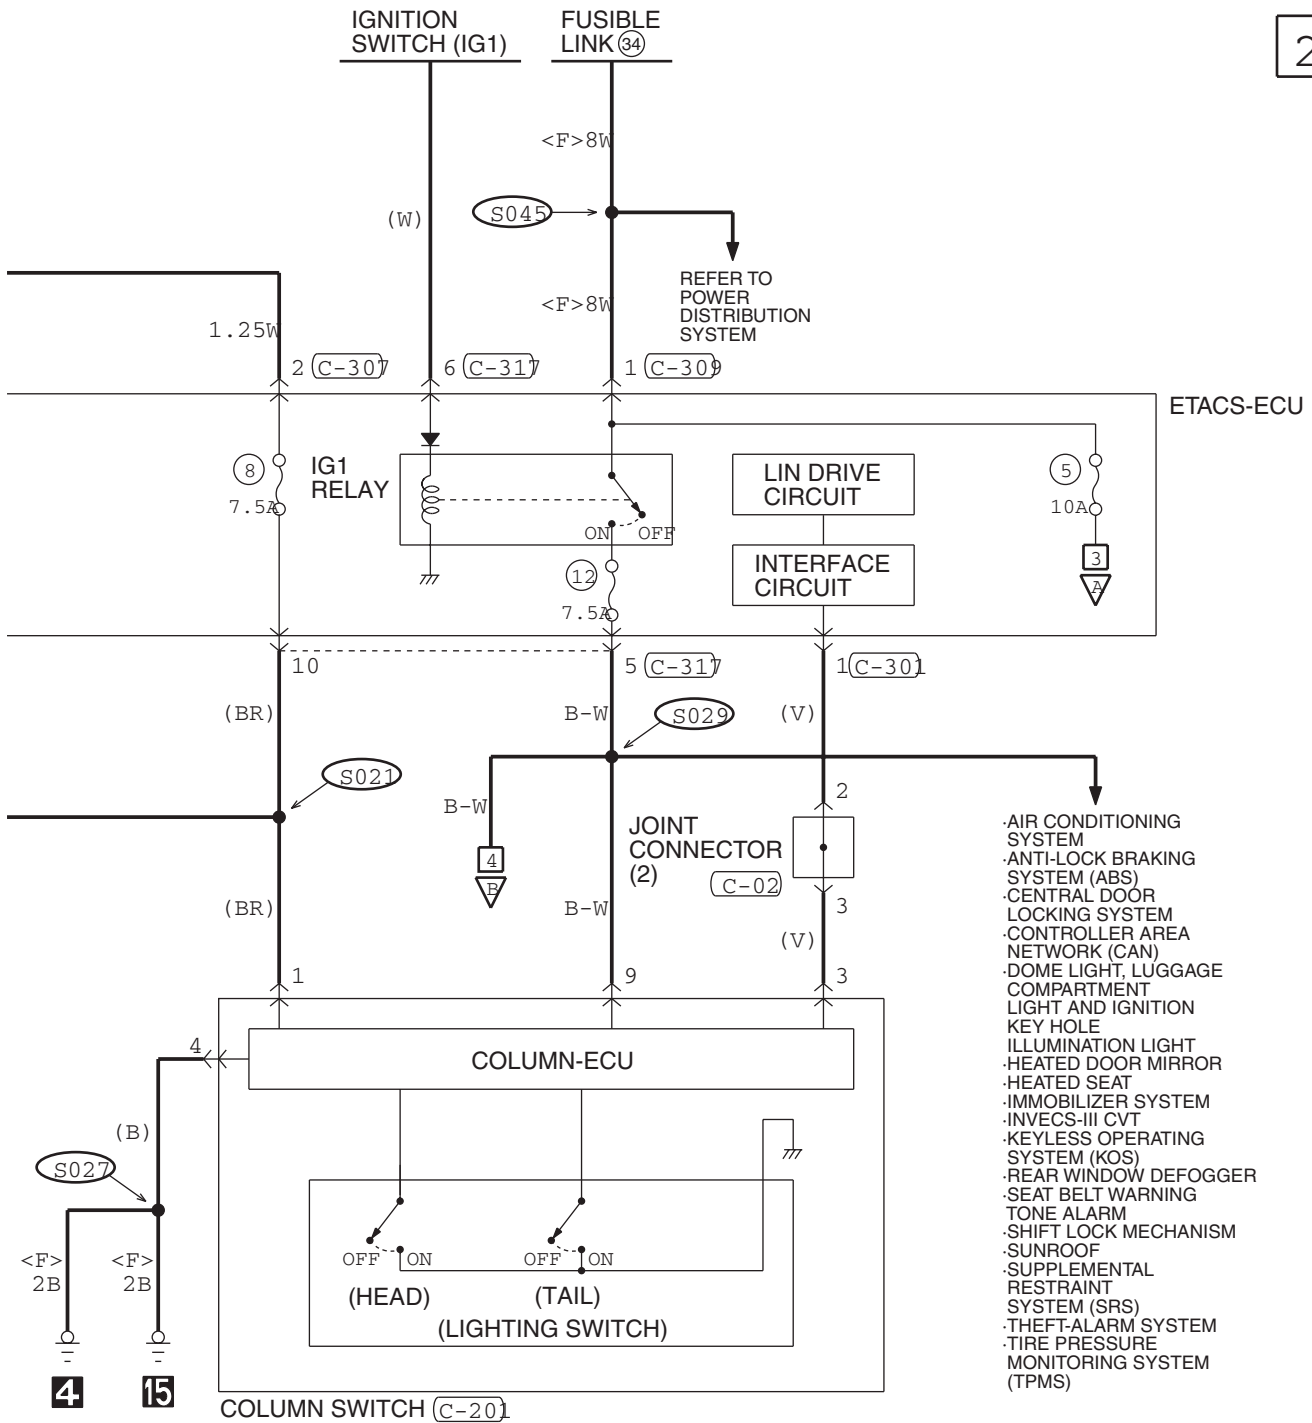 IGNITION
SWITCH (IG1)
FUSIBLE
LINK 34
2
<F>8W
(W)
S045
REFER TO
POWER
DISTRIBUTION
SYSTEM
<F>8W
1.25W
2 C-307
6 C-317
1 C-309
ETACS-ECU
8
7.5A
IG1
RELAY
ON OFF
12
7.5A
LIN DRIVE
CIRCUIT
INTERFACE
CIRCUIT
5
10A
3
A
10
5 C-317
1 C-301
(BR)
B-W
S029
(V)
S021
B-W
4
B
2
JOINT
CONNECTOR
(2)
C-02
3
(BR)
B-W
(V)
·AIR CONDITIONING
SYSTEM
·ANTI-LOCK BRAKING
SYSTEM (ABS)
·CENTRAL DOOR
LOCKING SYSTEM
·CONTROLLER AREA
NETWORK (CAN)
·DOME LIGHT, LUGGAGE
COMPARTMENT
LIGHT AND IGNITION
KEY HOLE
ILLUMINATION LIGHT
·HEATED DOOR MIRROR
·HEATED SEAT
·IMMOBILIZER SYSTEM
·INVECS-III CVT
·KEYLESS OPERATING
SYSTEM (KOS)
·REAR WINDOW DEFOGGER
·SEAT BELT WARNING
TONE ALARM
·SHIFT LOCK MECHANISM
·SUNROOF
·SUPPLEMENTAL
RESTRAINT
SYSTEM (SRS)
·THEFT-ALARM SYSTEM
·TIRE PRESSURE
MONITORING SYSTEM
(TPMS)
1
9
3
4
COLUMN-ECU
(B)
S027
<F>
2B
<F>
2B
4
15
OFF ON
(HEAD)
OFF ON
(TAIL)
(LIGHTING SWITCH)
COLUMN SWITCH C-201